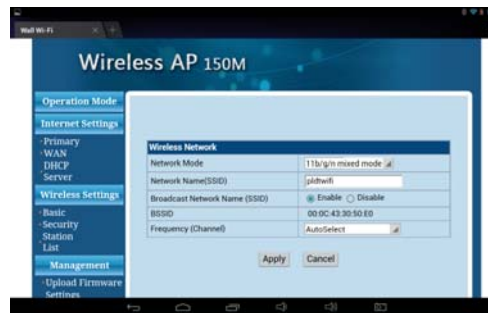 Wall Wi-Fi
Wireless AP 150M
Operation Mode
Internet Settings
Primary
WAN
DHCP
Server
Wireless Settings
Basic
Security
Station
List
Management
Upload Firmware
Settings
Wireless Network
Network Mode 11b/g/n mixed mode
Network Name(SSID) pldtwifi
Broadcast Network Name (SSID) Enable Disable
BSSID 00:0C:43:30:50:E0
Frequency (Channel) AutoSelect
Apply Cancel